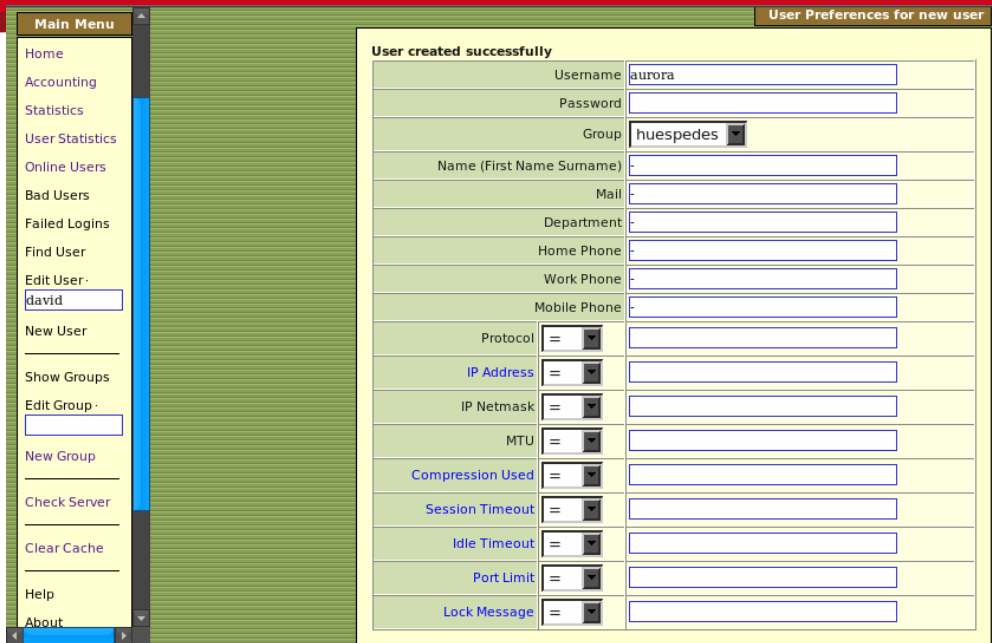 Main Menu
Home
Accounting
Statistics
User Statistics
Online Users
Bad Users
Failed Logins
Find User
Edit User·
david
New User
Show Groups
Edit Group·
New Group
Check Server
Clear Cache
Help
About
User Preferences for new user
User created successfully
Username aurora
Password
Group huespedes
Name (First Name Surname) -
Mail -
Department -
Home Phone -
Work Phone -
Mobile Phone -
Protocol =
IP Address =
IP Netmask =
MTU =
Compression Used =
Session Timeout =
Idle Timeout =
Port Limit =
Lock Message =